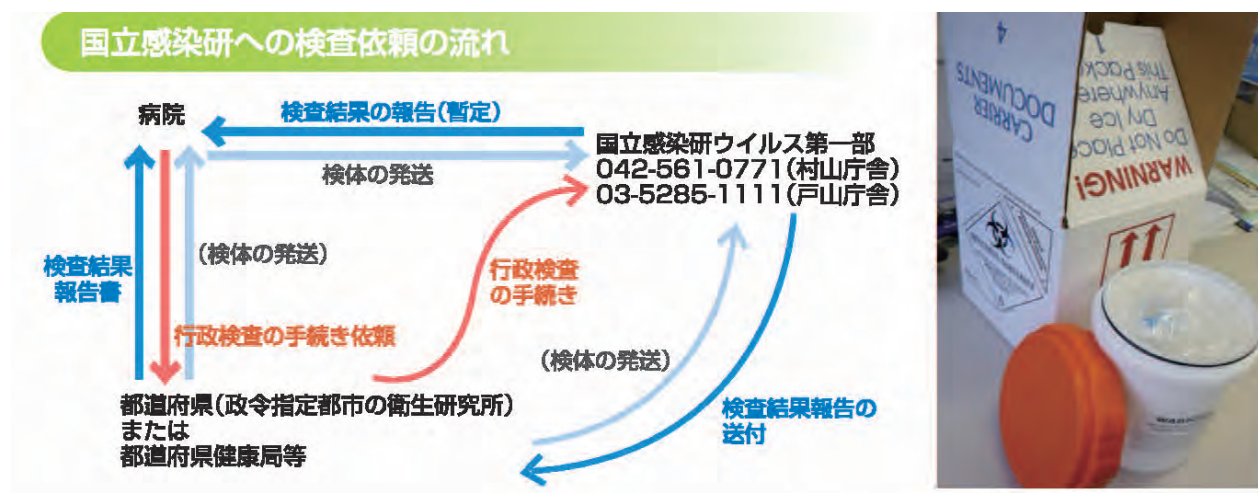 国立感染研への検査依頼の流れ
病院
検査結果の報告(暫定)
検体の発送
国立感染研ウイルス第一部
042-561-0771(村山庁舎)
03-5285-1111(戸山庁舎)
(検体の発送)
検査結果
報告書
行政検査
の手続き
行政検査の手続き依頼
(検体の発送)
都道府県(政令指定都市の衛生研究所)
または
都道府県健康局等
検査結果報告の
送付
4
CARRIER
DOCUMENTS
WARNING!
Do Not Place
Dry Ice
Anywhere
This Pack
1